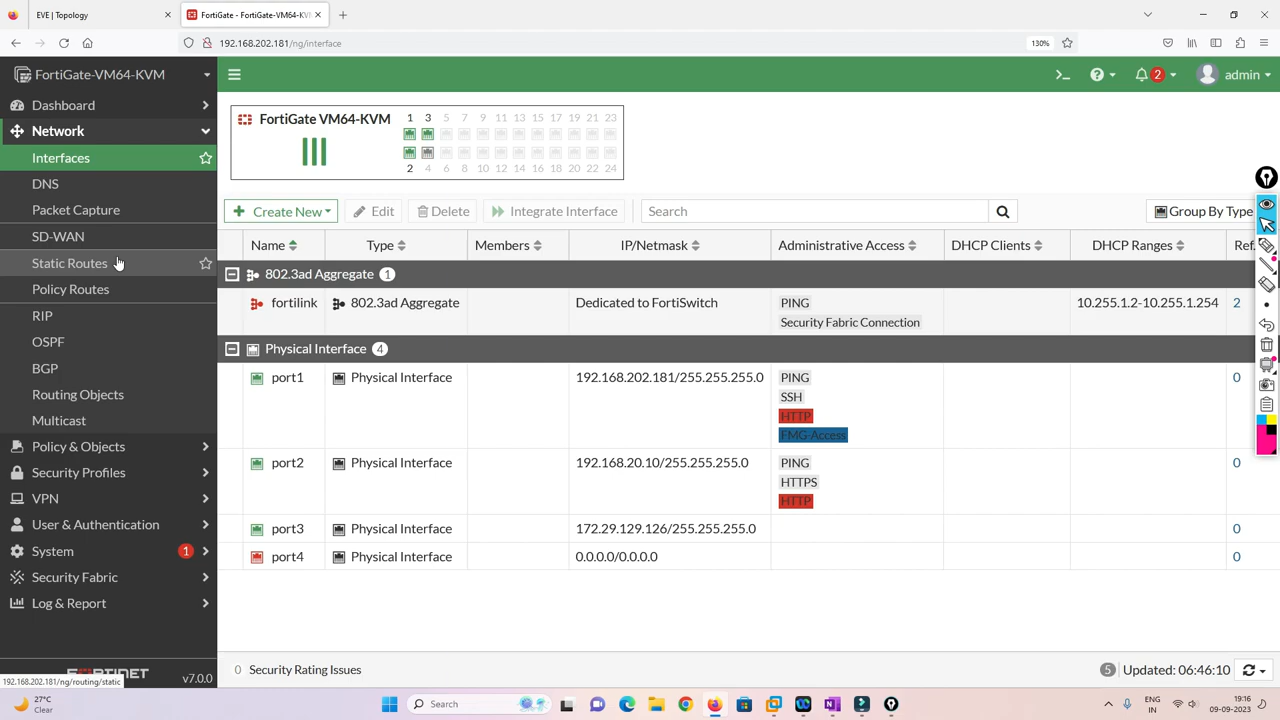 EVE | Topology
FortiGate - FortiGate-VM64-KV
192.168.202.181/ng/interface
130%
FortiGate-VM64-KVM
2
admin
Dashboard
Network
Interfaces
DNS
Packet Capture
SD-WAN
Static Routes
Policy Routes
RIP
OSPF
BGP
Routing Objects
Multicast
Policy & Objects
Security Profiles
VPN
User & Authentication
System 1
Security Fabric
Log & Report
FORTINET v7.0.0
192.168.202.181/ng/routing/static
FortiGate VM64-KVM
1 3 5 7 9 11 13 15 17 19 21 23
2 4 6 8 10 12 14 16 18 20 22 24
Create New Edit Delete Integrate Interface Search Group By Type
Name Type Members IP/Netmask Administrative Access DHCP Clients DHCP Ranges Ref.
802.3ad Aggregate 1
fortilink 802.3ad Aggregate Dedicated to FortiSwitch PING 10.255.1.2-10.255.1.254 2
Security Fabric Connection
Physical Interface 4
port1 Physical Interface 192.168.202.181/255.255.255.0 PING 0
SSH
HTTP
FMG-Access
port2 Physical Interface 192.168.20.10/255.255.255.0 PING 0
HTTPS
HTTP
port3 Physical Interface 172.29.129.126/255.255.255.0 0
port4 Physical Interface 0.0.0.0/0.0.0.0 0
0 Security Rating Issues
5 Updated: 06:46:10
27°C
Clear
Search
ENG
IN
19:16
09-09-2023